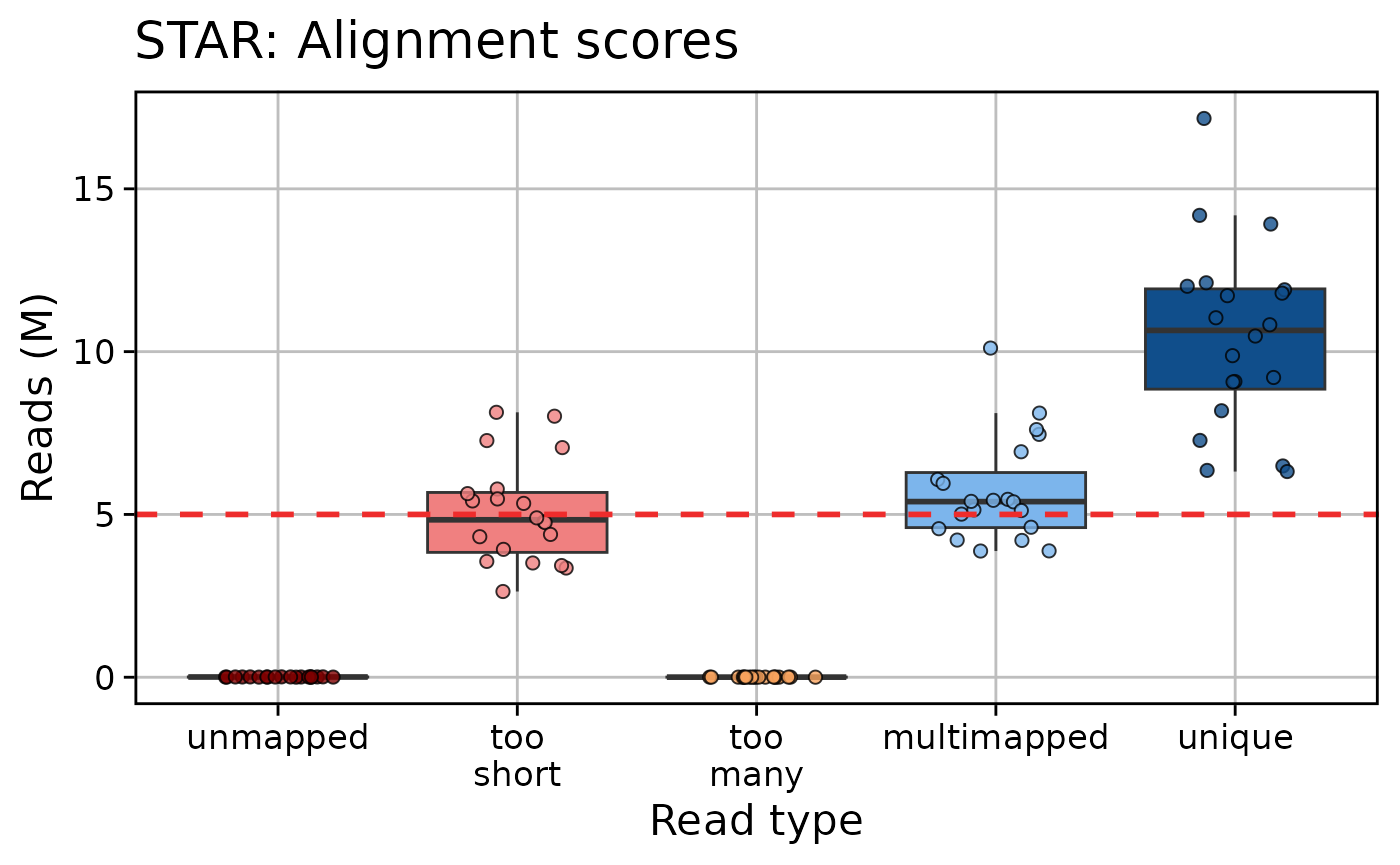 STAR: Alignment scores
Reads (M)
15
10
5
0
unmapped
too
short
too
many
multimapped
unique
Read type